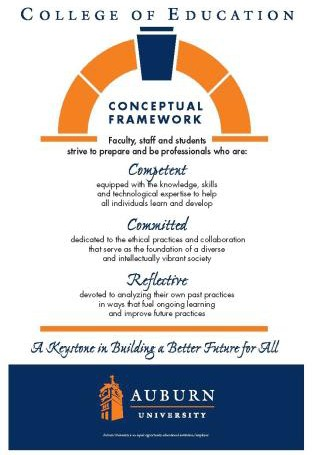 COLLEGE OF EDUCATION
CONCEPTUAL
FRAMEWORK
Faculty, staff and students
strive to prepare and be professionals who are:
Competent
equipped with the knowledge, skills
and technological expertise to help
all individuals learn and develop
Committed
dedicated to the ethical practices and collaboration
that serve as the foundation of a diverse
and intellectually vibrant society
Reflective
devoted to analyzing their own past practices
in ways that fuel ongoing learning
and improve future practices
A Keystone in Building a Better Future for All
AUBURN
UNIVERSITY
Auburn University is an equal opportunity educational institution/employer